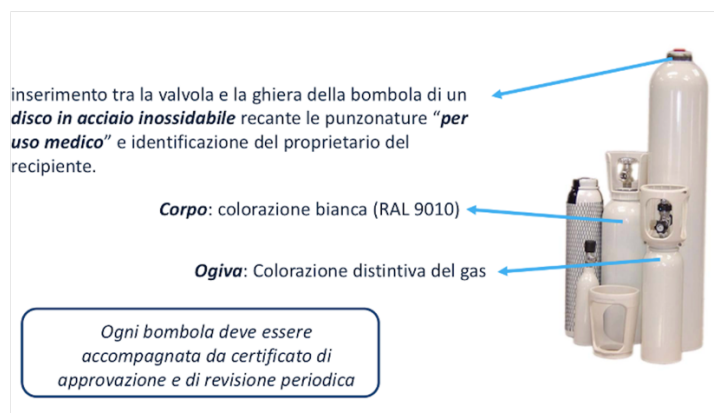 inserimento tra la valvola e la ghiera della bombola di un
disco in acciaio inossidabile recante le punzonature “per
uso medico” e identificazione del proprietario del
recipiente.
Corpo: colorazione bianca (RAL 9010)
Ogiva: Colorazione distintiva del gas
Ogni bombola deve essere
accompagnata da certificato di
approvazione e di revisione periodica